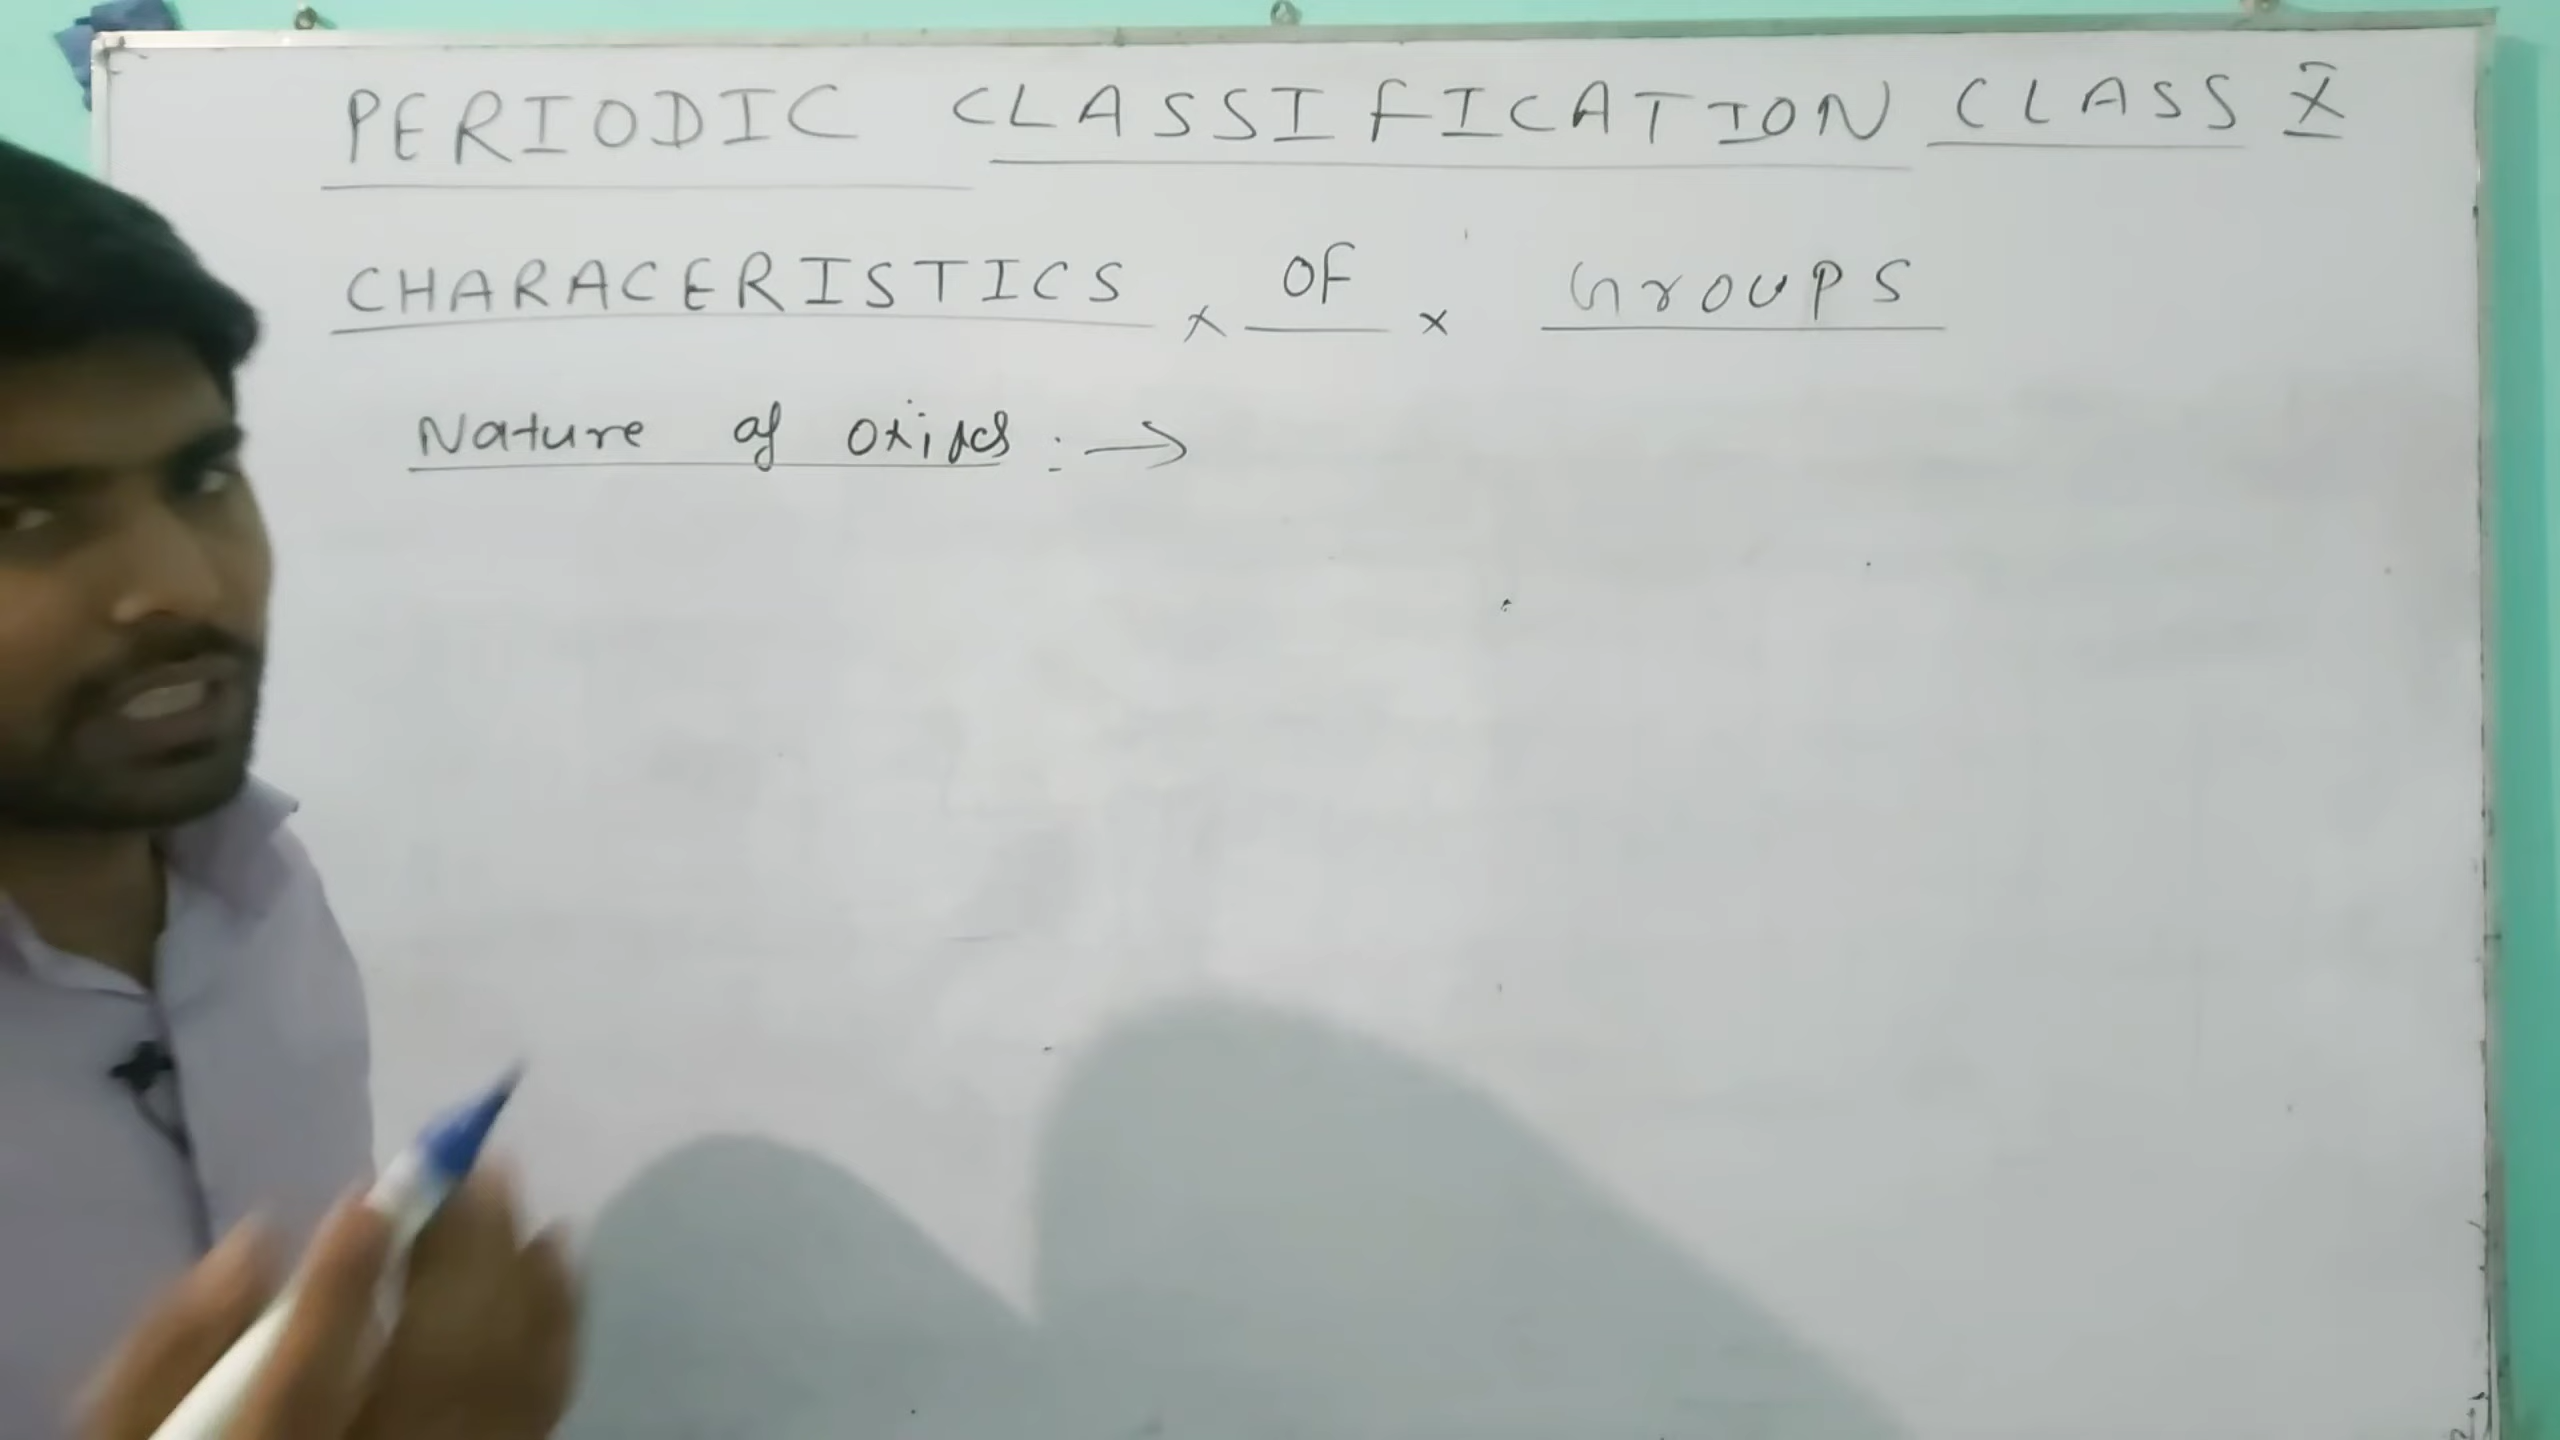 PERIODIC CLASSIFICATION CLASS X
CHARACERISTICS × OF × GROUPS
Nature of oxides :→